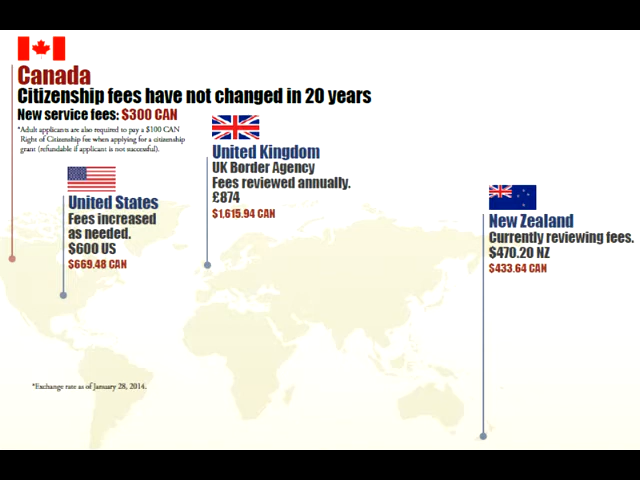 Canada
Citizenship fees have not changed in 20 years
New service fees: $300 CAN
*Adult applicants are also required to pay a $100 CAN
Right of Citizenship fee when applying for a citizenship
grant (refundable if applicant is not successful).
United Kingdom
UK Border Agency
Fees reviewed annually.
£874
$1,615.94 CAN
United States
Fees increased
as needed.
$600 US
$669.48 CAN
New Zealand
Currently reviewing fees.
$470.20 NZ
$433.64 CAN
*Exchange rate as of January 28, 2014.